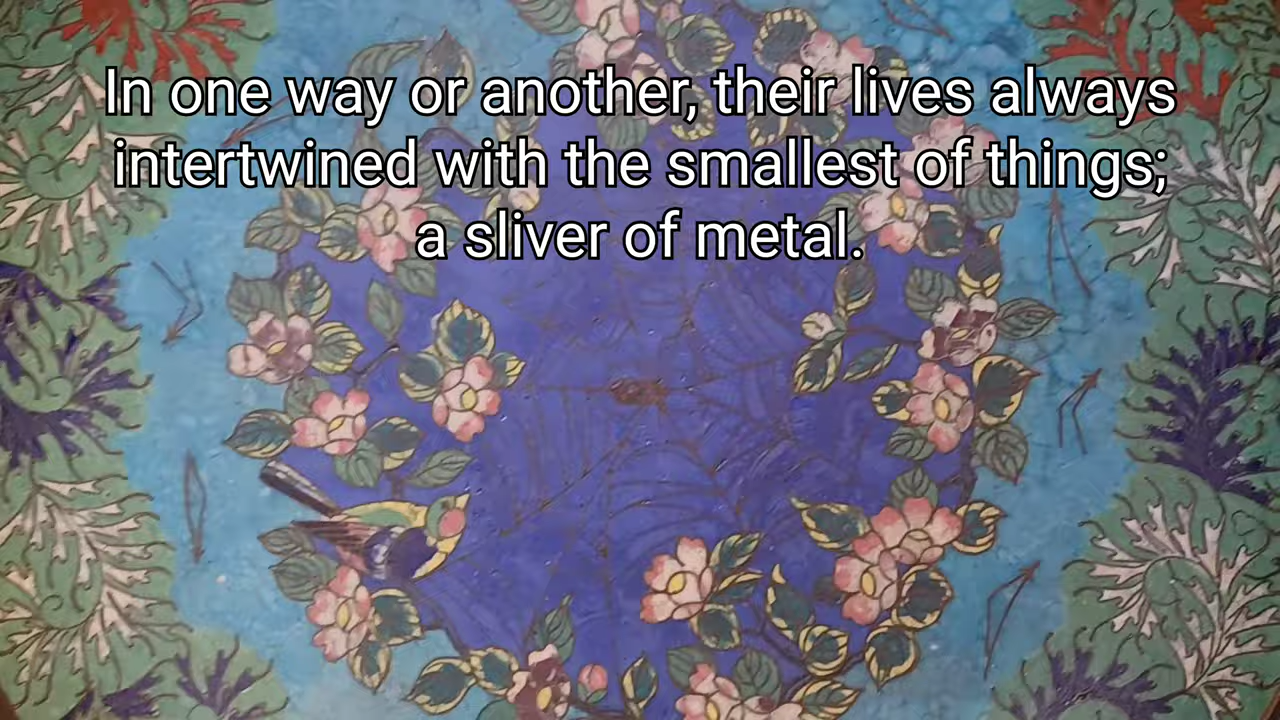 In one way or another, their lives always
intertwined with the smallest of things;
a sliver of metal.